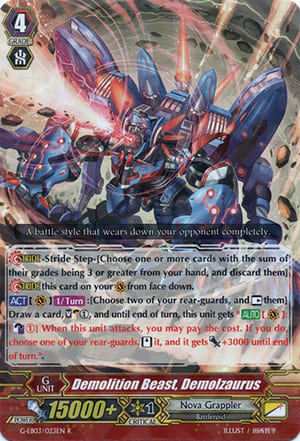 4
GRADE
A battle style that wears down your opponent completely.
STRIDE -Stride Step-[Choose one or more cards with the sum of
their grades being 3 or greater from your hand, and discard them]
STRIDE this card on your from face down.
ACT [ ] 1/Turn :[Choose two of your rear-guards, and them]
Draw a card, , and until end of turn, this unit gets " AUTO [
] :[1] When this unit attacks, you may pay the cost. If you do,
choose one of your rear-guards, it, and it gets +3000 until end
of turn.".
G
UNIT
Demolition Beast, Demolzaurus
POWER
15000+
1
CRITICAL
Nova Grappler
Battleroid
G-EB03/023EN R
ILLUST /